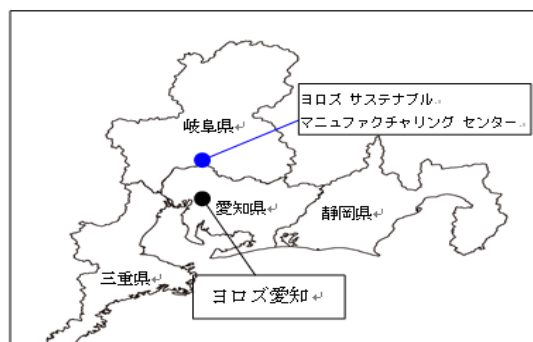 ヨロズ サステナブル
マニュファクチャリング センター
岐阜県
愛知県
静岡県
三重県
ヨロズ愛知